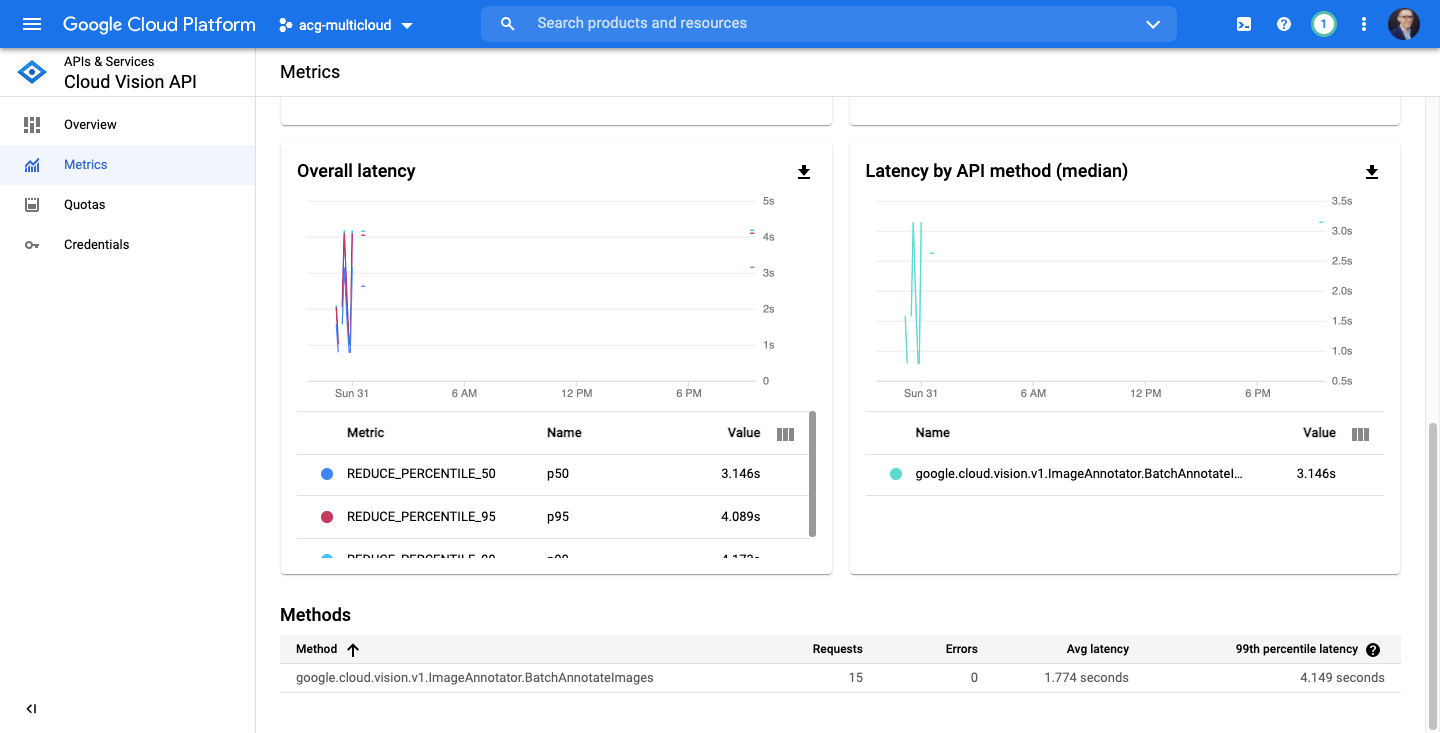 Google Cloud Platform
acg-multicloud
Search products and resources
1
APIs & Services
Cloud Vision API
Metrics
Overview
Metrics
Quotas
Credentials
Overall latency
5s
4s
3s
2s
1s
0
Sun 31 6 AM 12 PM 6 PM
Metric Name Value
REDUCE_PERCENTILE_50 p50 3.146s
REDUCE_PERCENTILE_95 p95 4.089s
Latency by API method (median)
3.5s
3.0s
2.5s
2.0s
1.5s
1.0s
0.5s
Sun 31 6 AM 12 PM 6 PM
Name Value
google.cloud.vision.v1.ImageAnnotator.BatchAnnotateI... 3.146s
Methods
Method Requests Errors Avg latency 99th percentile latency
google.cloud.vision.v1.ImageAnnotator.BatchAnnotateImages 15 0 1.774 seconds 4.149 seconds